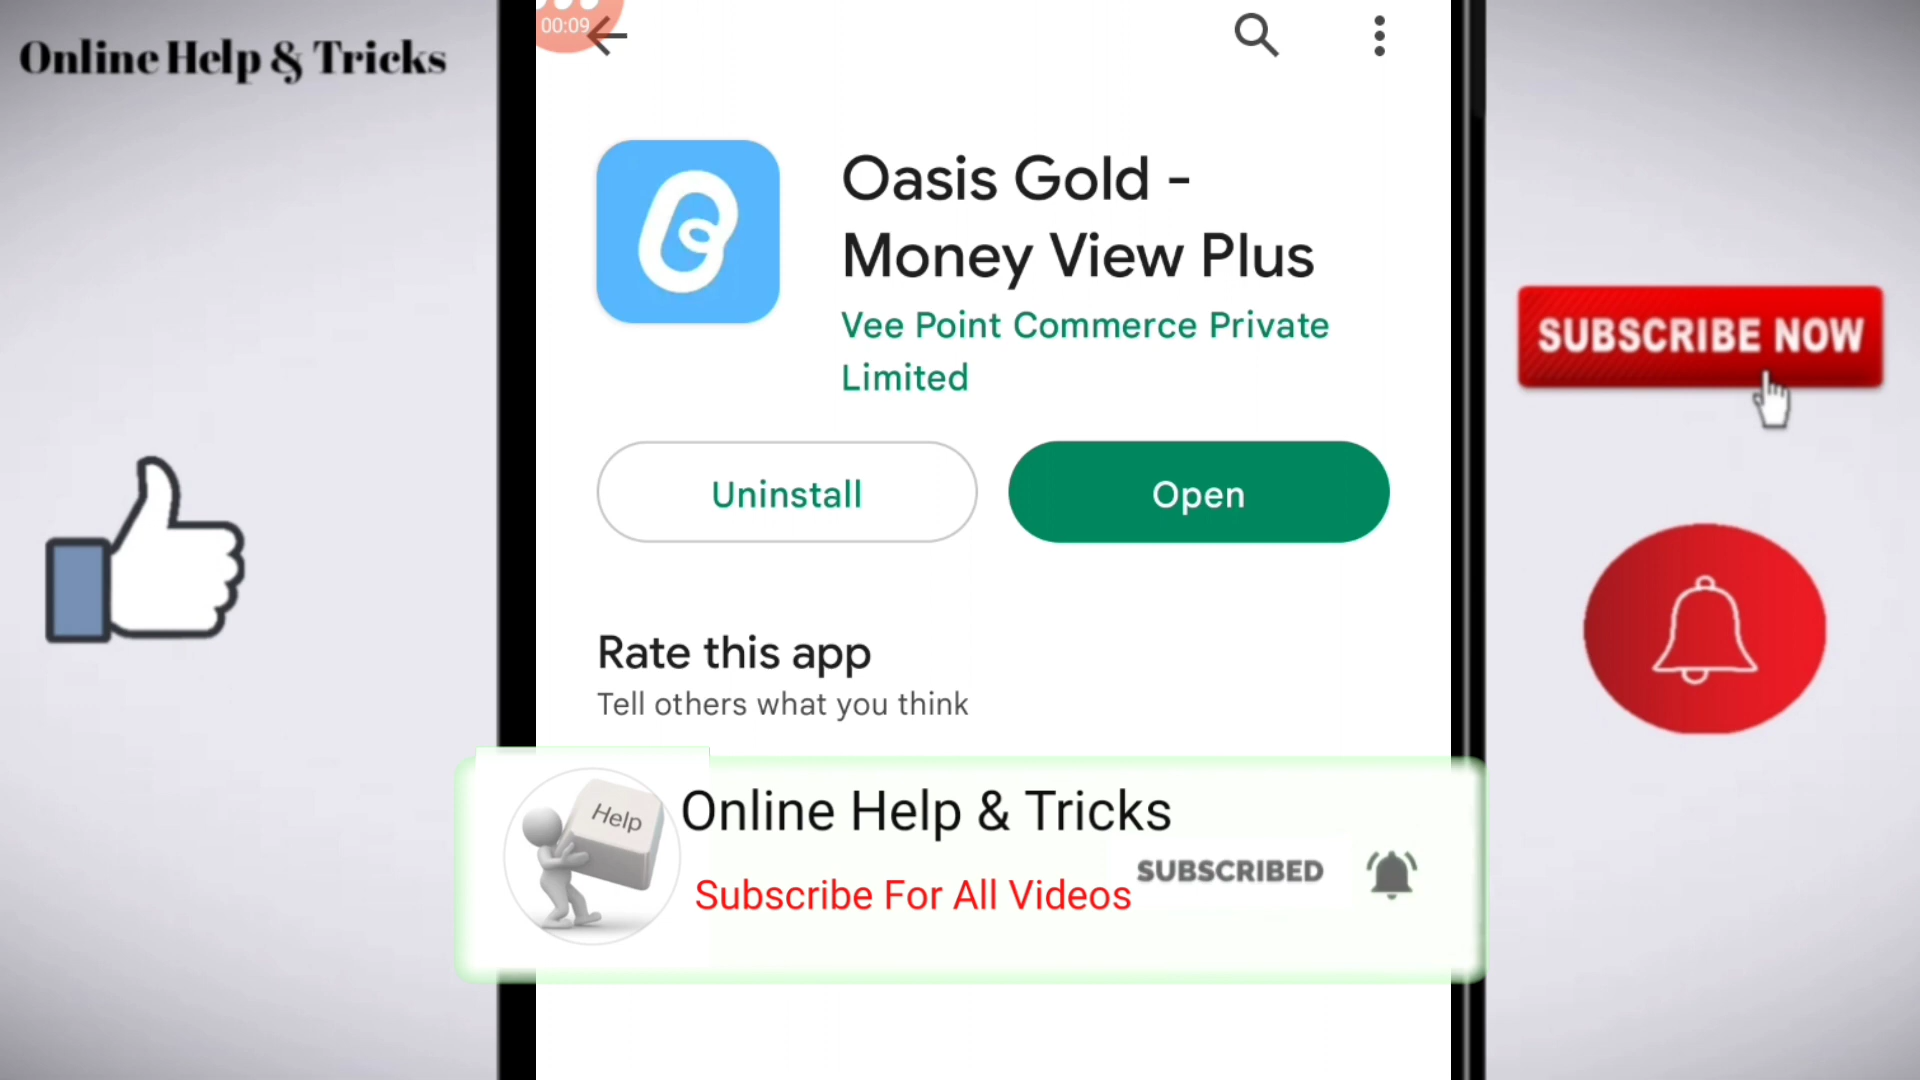 Online Help & Tricks
00:09
Oasis Gold -
Money View Plus
Vee Point Commerce Private
Limited
Uninstall
Open
SUBSCRIBE NOW
Rate this app
Tell others what you think
Help
Online Help & Tricks
Subscribe For All Videos
SUBSCRIBED